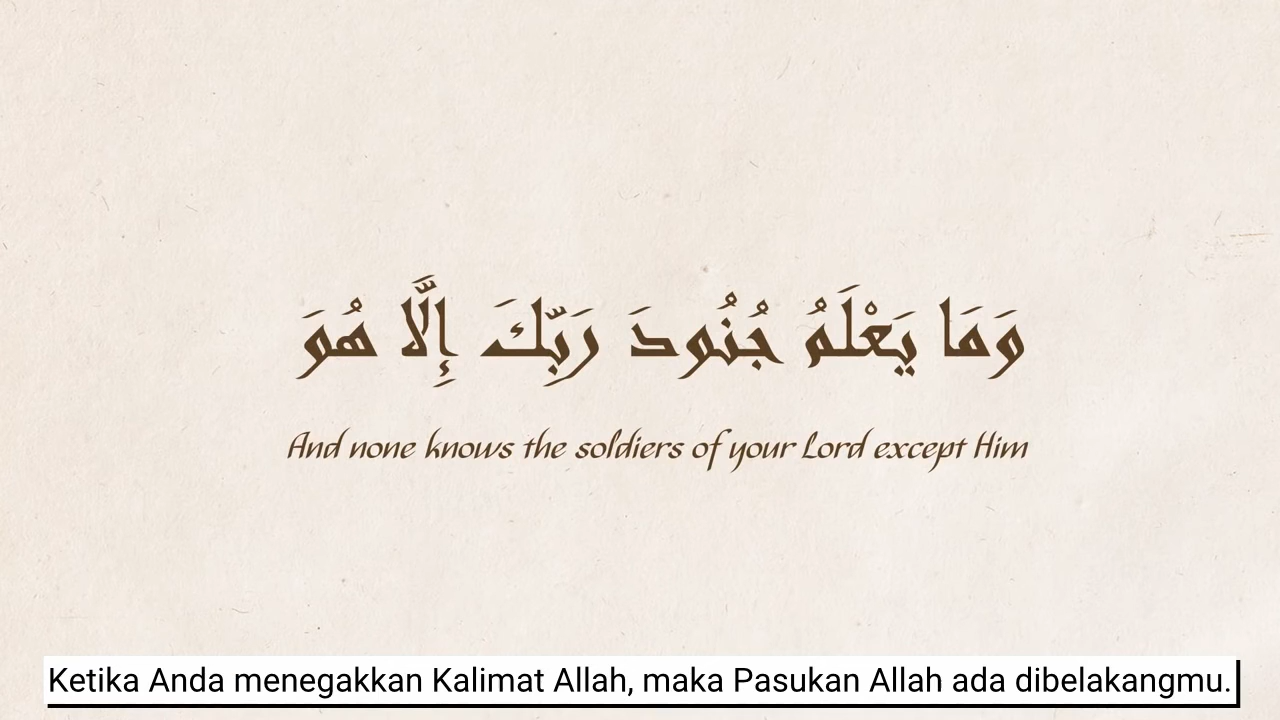 وَمَا يَعْلَمُ جُنُودَ رَبِّكَ إِلَّا هُوَ
And none knows the soldiers of your Lord except Him
Ketika Anda menegakkan Kalimat Allah, maka Pasukan Allah ada dibelakangmu.